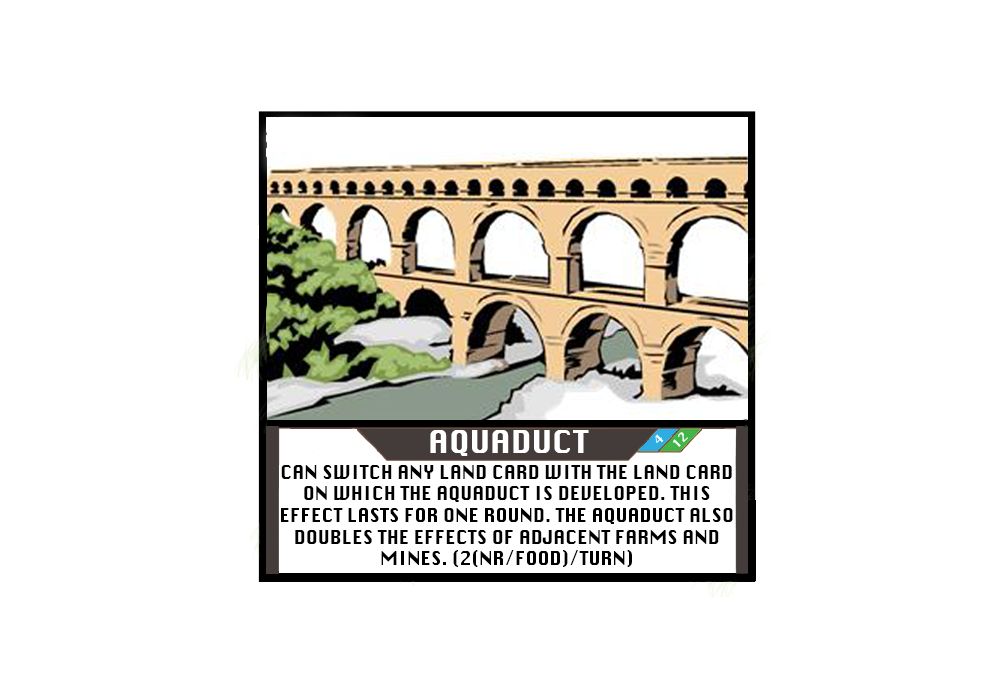 AQUADUCT 4 12
CAN SWITCH ANY LAND CARD WITH THE LAND CARD
ON WHICH THE AQUADUCT IS DEVELOPED. THIS
EFFECT LASTS FOR ONE ROUND. THE AQUADUCT ALSO
DOUBLES THE EFFECTS OF ADJACENT FARMS AND
MINES. (2(NR/FOOD)/TURN)